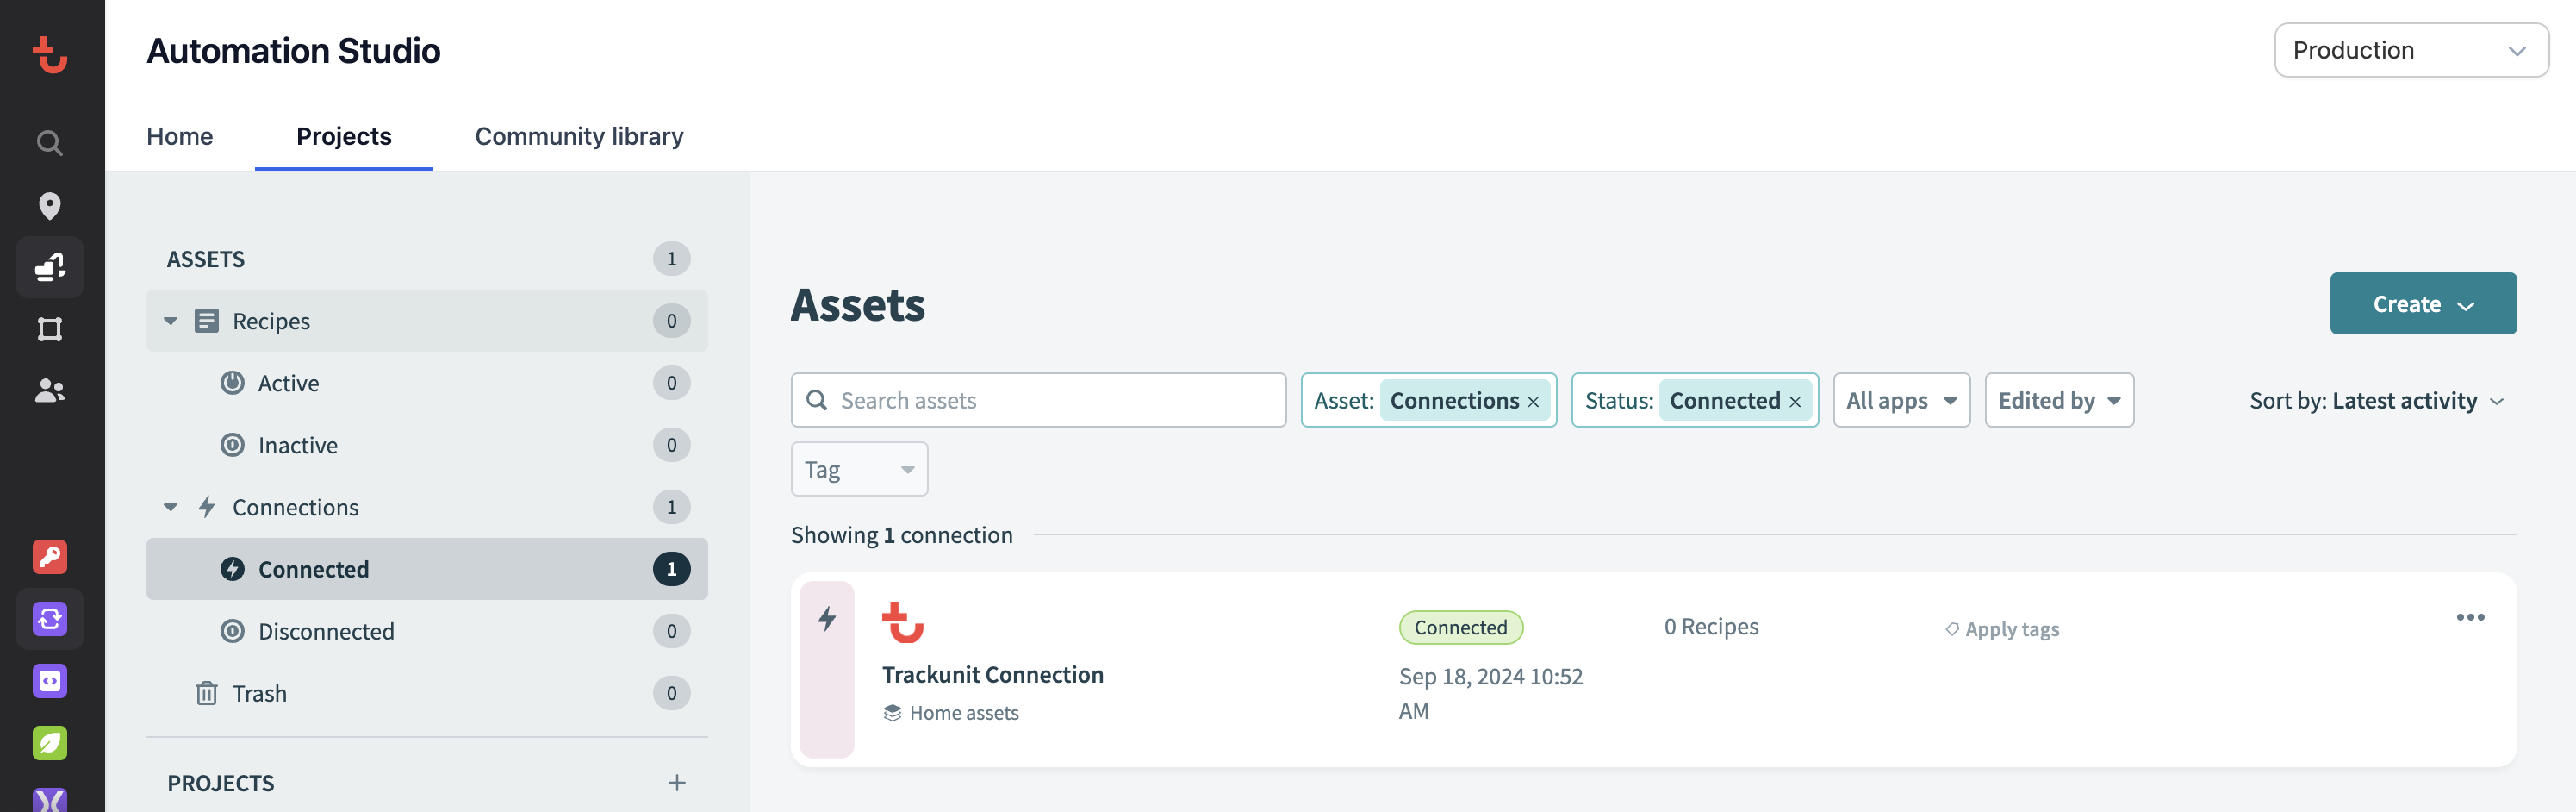 Automation Studio
Production
Home
Projects
Community library
ASSETS
1
Recipes
0
Active
0
Inactive
0
Connections
1
Connected
1
Disconnected
0
Trash
0
PROJECTS
Assets
Create
Search assets
Asset: Connections ×
Status: Connected ×
All apps
Edited by
Sort by: Latest activity
Tag
Showing 1 connection
Trackunit Connection
Home assets
Connected
Sep 18, 2024 10:52
AM
0 Recipes
Apply tags